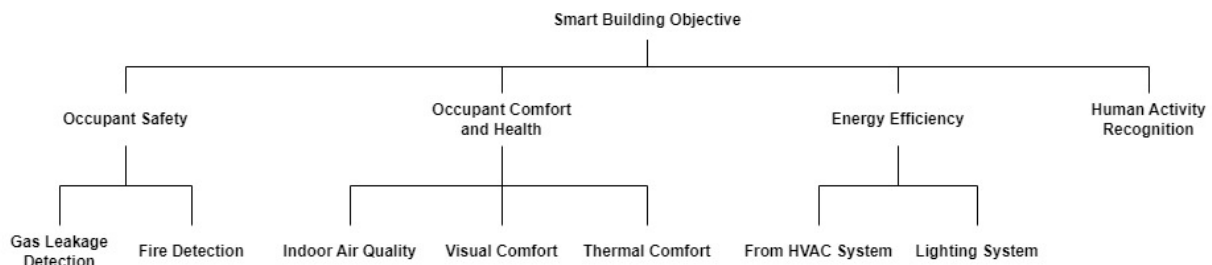 Smart Building Objective
Occupant Safety
Occupant Comfort
and Health
Energy Efficiency
Human Activity
Recognition
Gas Leakage
Detection
Fire Detection
Indoor Air Quality
Visual Comfort
Thermal Comfort
From HVAC System
Lighting System